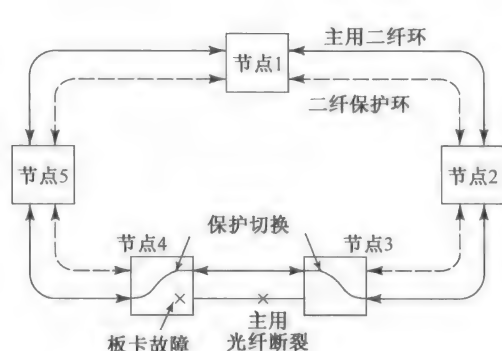 主用二纤环
节点1
二纤保护环
节点5
节点2
保护切换
节点4
节点3
板卡故障
主用
光纤断裂